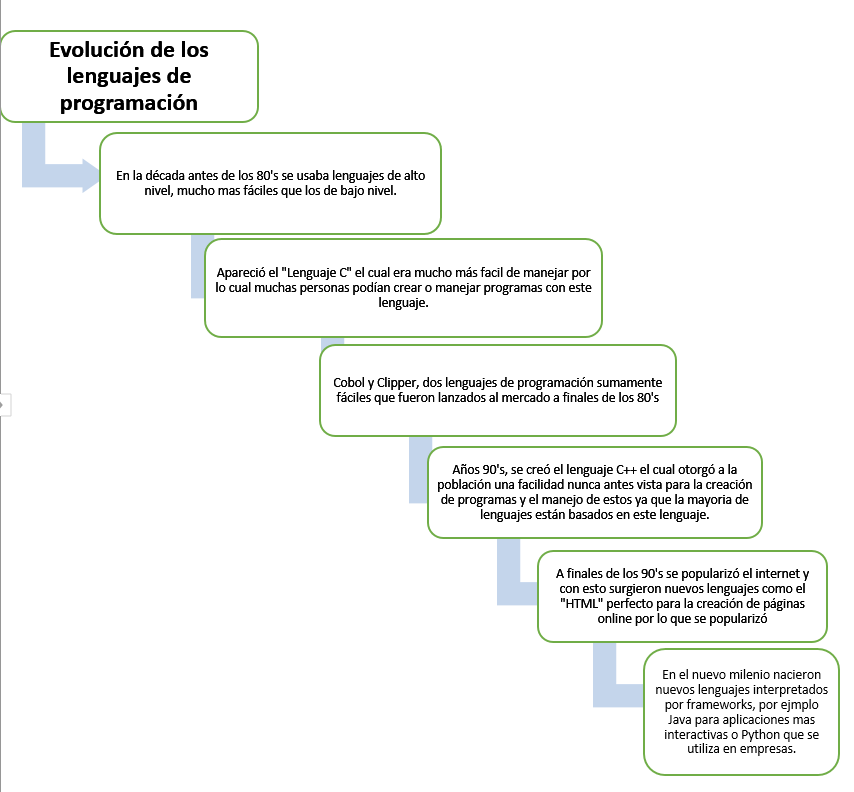 Evolución de los
lenguajes de
programación
En la década antes de los 80's se usaba lenguajes de alto
nivel, mucho mas fáciles que los de bajo nivel.
Apareció el "Lenguaje C" el cual era mucho más facil de manejar por
lo cual muchas personas podían crear o manejar programas con este
lenguaje.
Cobol y Clipper, dos lenguajes de programación sumamente
fáciles que fueron lanzados al mercado a finales de los 80's
Años 90's, se creó el lenguaje C++ el cual otorgó a la
población una facilidad nunca antes vista para la creación
de programas y el manejo de estos ya que la mayoria de
lenguajes están basados en este lenguaje.
A finales de los 90's se popularizó el internet y
con esto surgieron nuevos lenguajes como el
"HTML" perfecto para la creación de páginas
online por lo que se popularizó
En el nuevo milenio nacieron
nuevos lenguajes interpretados
por frameworks, por ejmplo
Java para aplicaciones mas
interactivas o Python que se
utiliza en empresas.